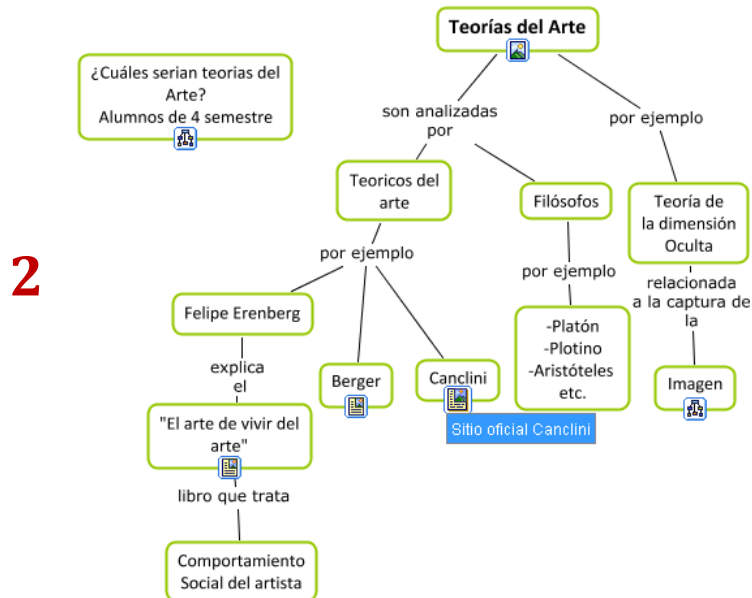 Teorías del Arte
¿Cuáles serian teorias del
Arte?
Alumnos de 4 semestre
son analizadas
por
por ejemplo
Teoricos del
arte
Filósofos
Teoría de
la dimensión
Oculta
2
por ejemplo
por ejemplo
relacionada
a la captura de
la
Felipe Erenberg
-Platón
-Plotino
-Aristóteles
etc.
explica
el
Berger
Canclini
Imagen
Sitio oficial Canclini
"El arte de vivir del
arte"
libro que trata
Comportamiento
Social del artista